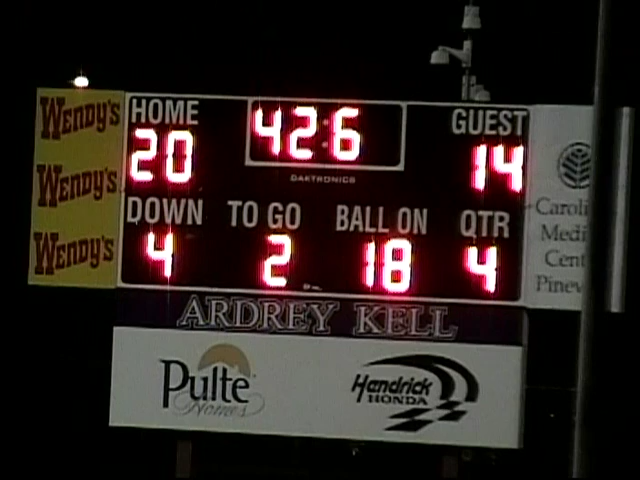 WENDY'S
WENDY'S
WENDY'S
HOME 42:6 GUEST
20 14
DAKTRONICS
DOWN TO GO BALL ON QTR
4 2 18 4
Caroli
Medi
Cent
Pinev
ARDREY KELL
Pulte
Homes
Hendrick
HONDA